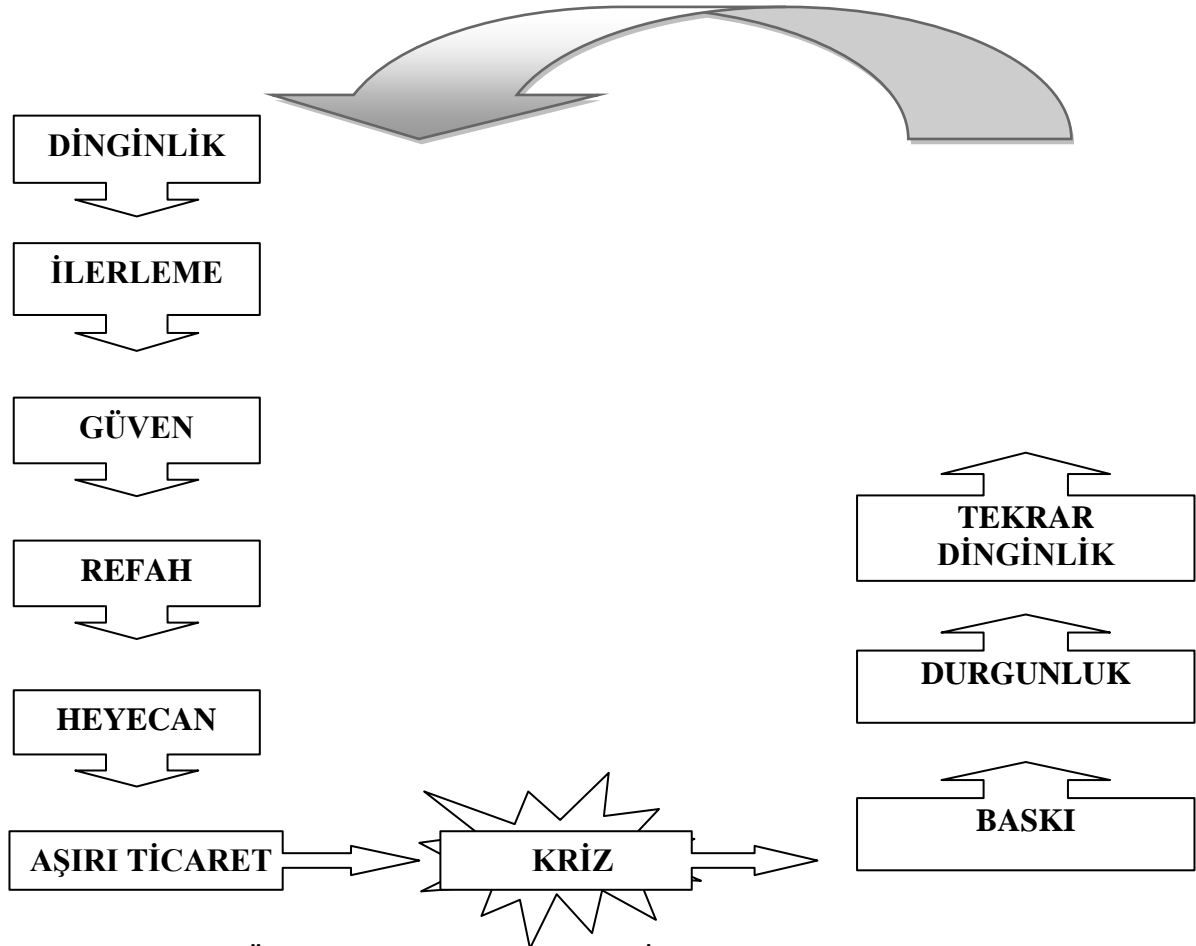 DİNGİNLİK
İLERLEME
GÜVEN
REFAH
HEYECAN
AŞIRI TİCARET
KRİZ
BASKI
DURGUNLUK
TEKRAR
DİNGİNLİK